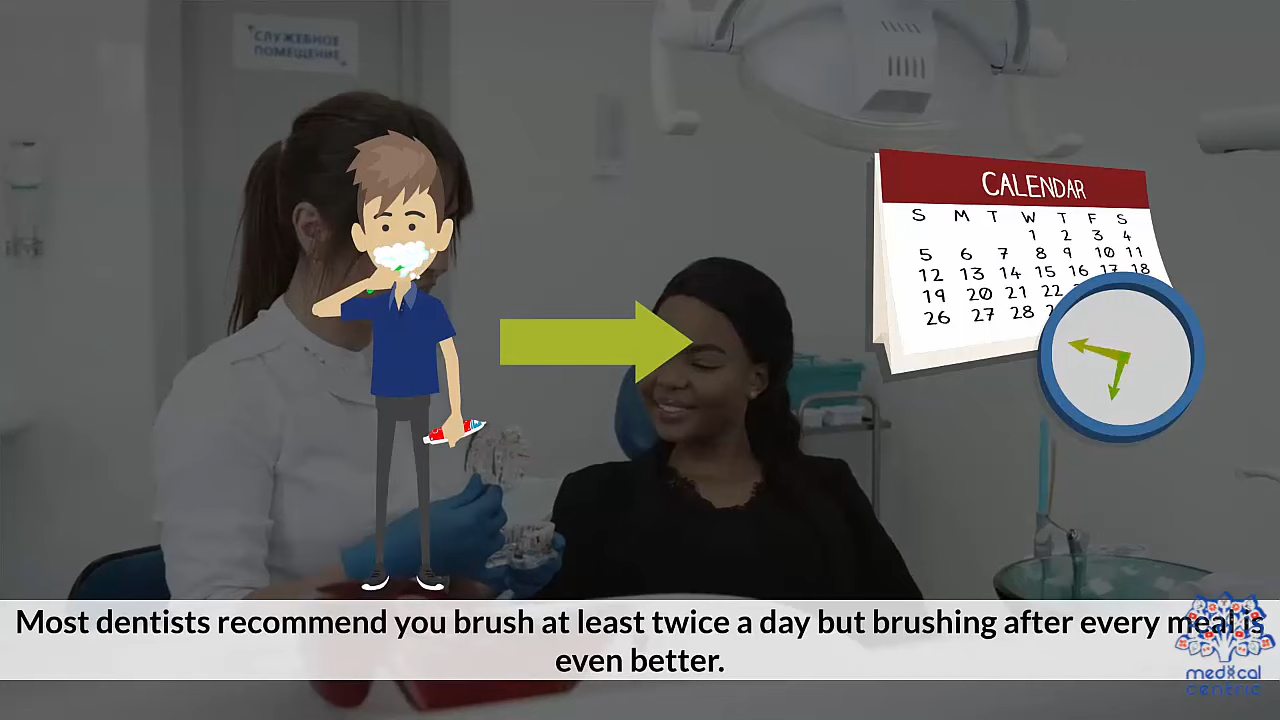 СЛУЖЕБНОЕ
ПОМЕЩЕНИЕ
CALENDAR
S M T W T F S
1 2 3 4
5 6 7 8 9 10 11
12 13 14 15 16 17 18
19 20 21 22
26 27 28
Most dentists recommend you brush at least twice a day but brushing after every meal is
even better.
medical
centric